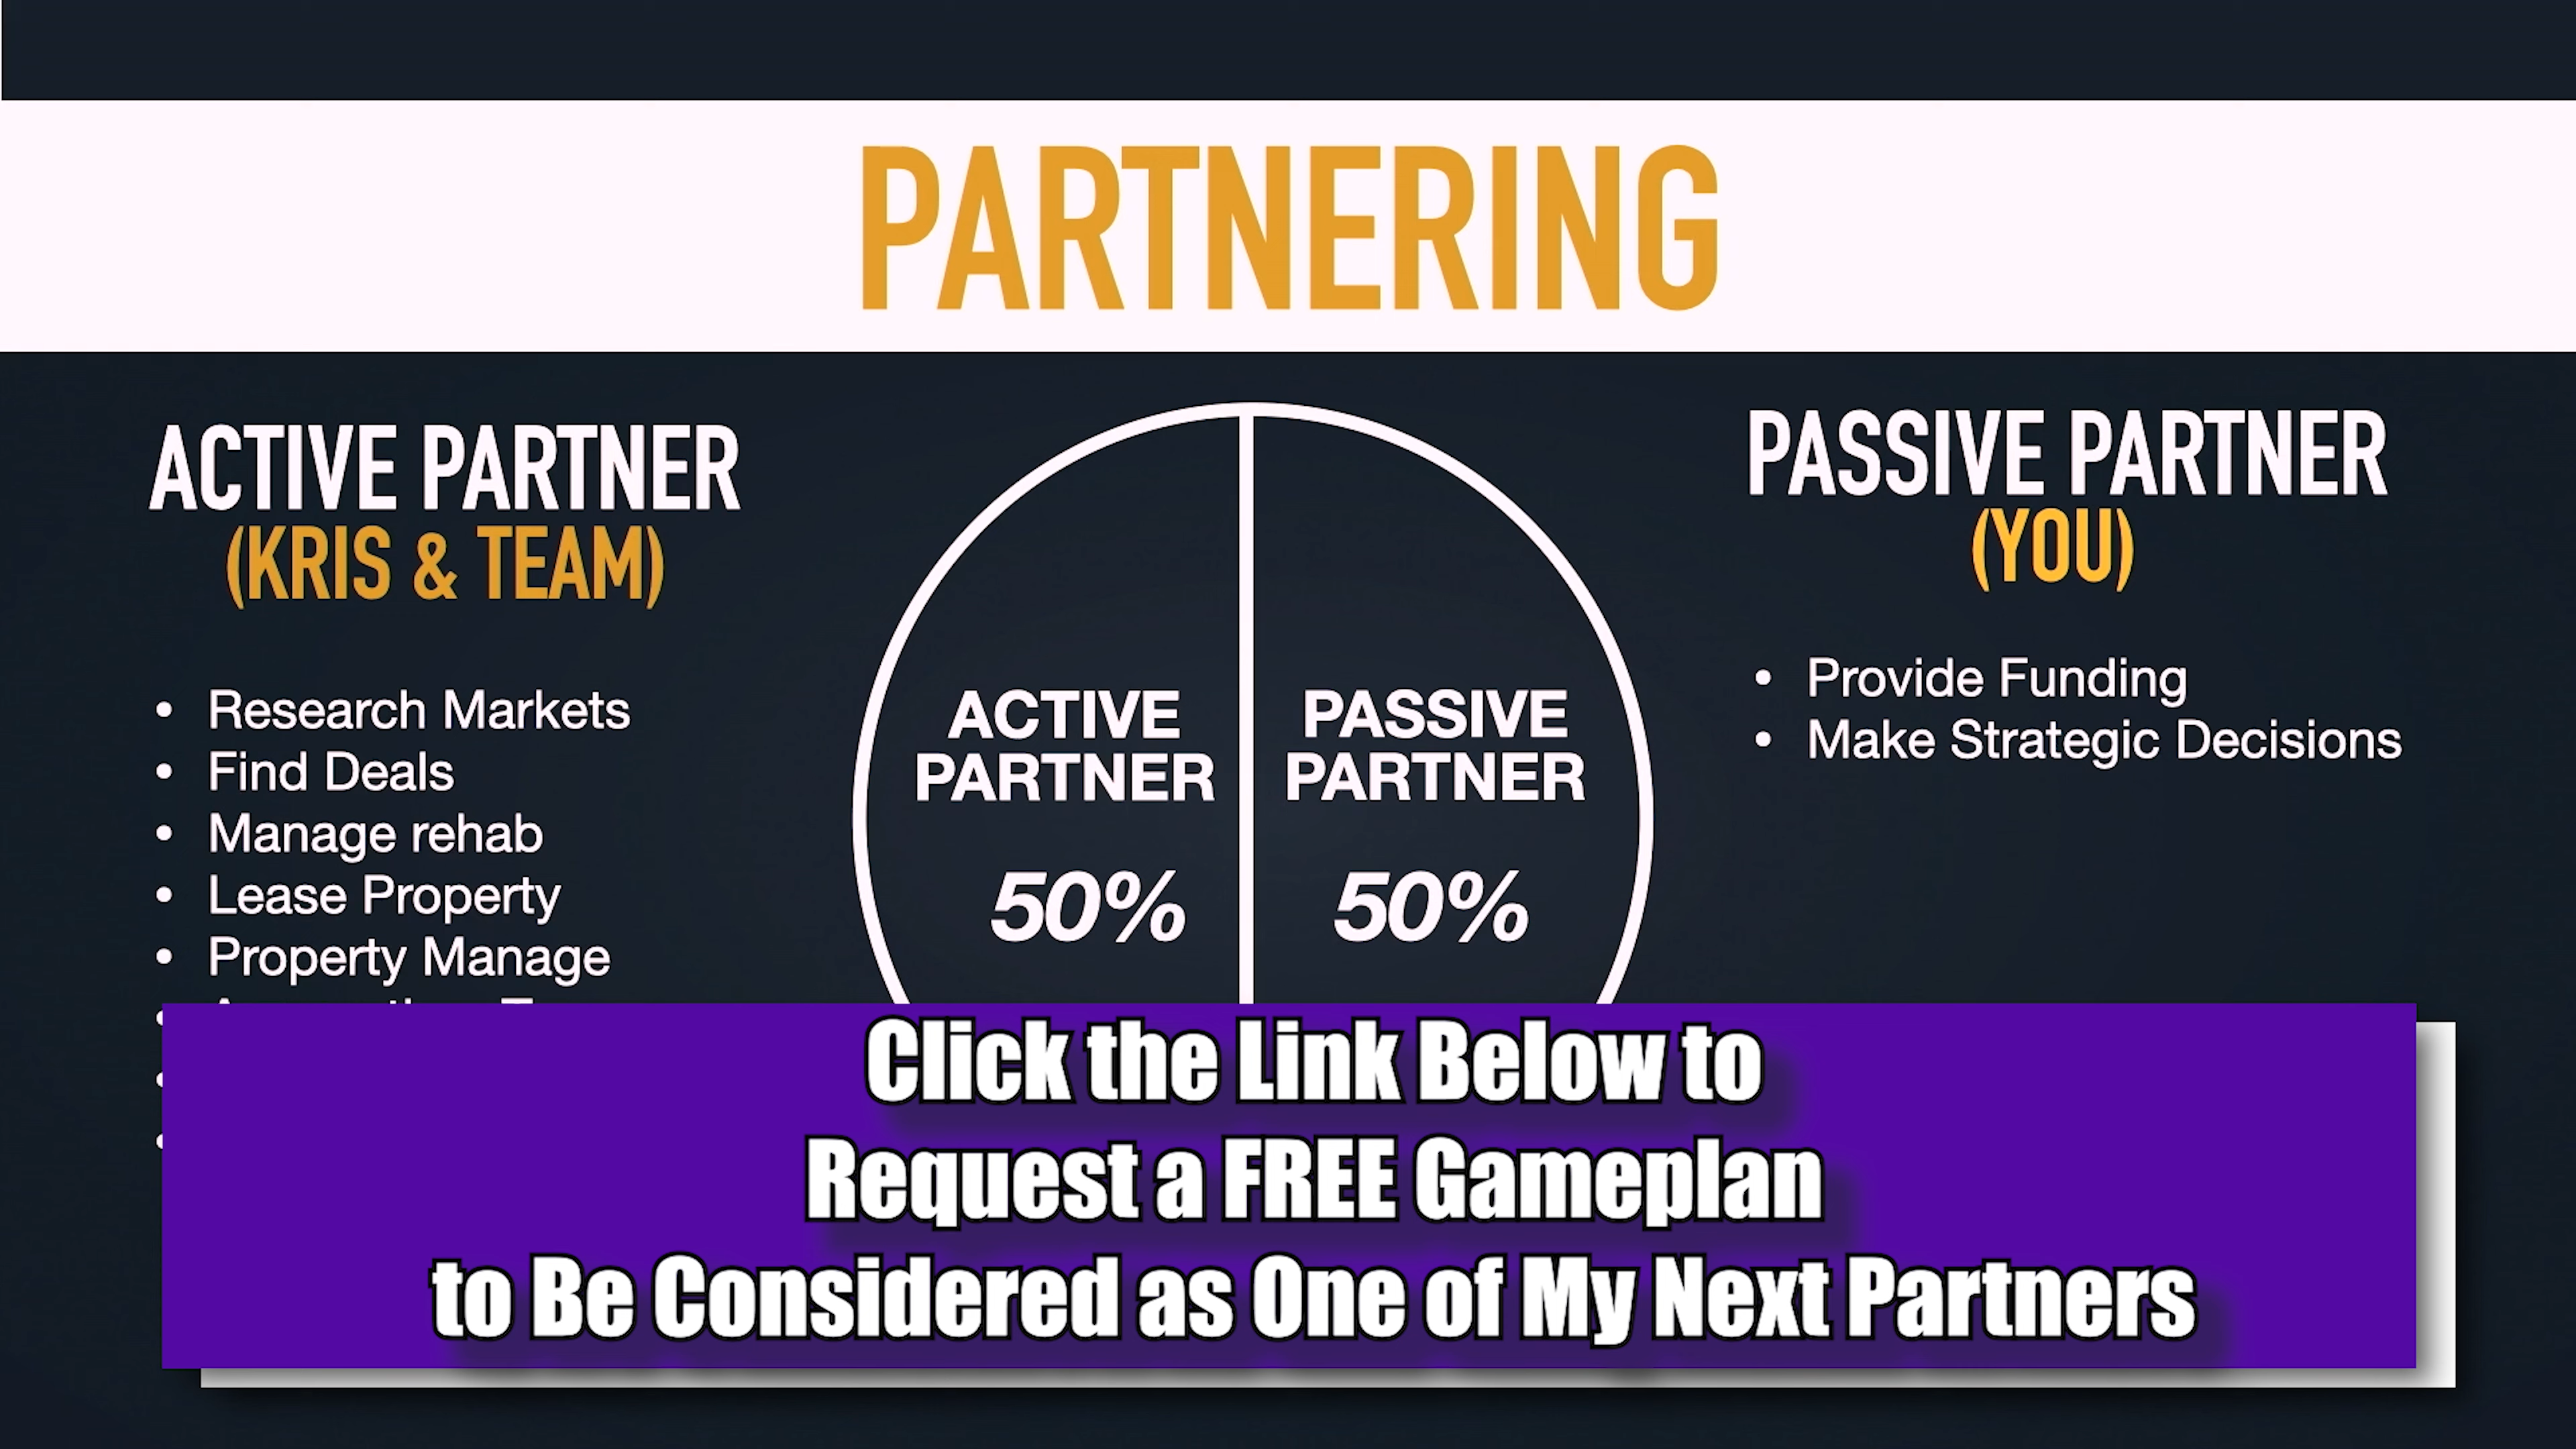 PARTNERING
ACTIVE PARTNER
(KRIS & TEAM)
• Research Markets
• Find Deals
• Manage rehab
• Lease Property
• Property Manage
ACTIVE
PARTNER
50%
PASSIVE
PARTNER
50%
PASSIVE PARTNER
(YOU)
• Provide Funding
• Make Strategic Decisions
Click the Link Below to
Request a FREE Gameplan
to Be Considered as One of My Next Partners